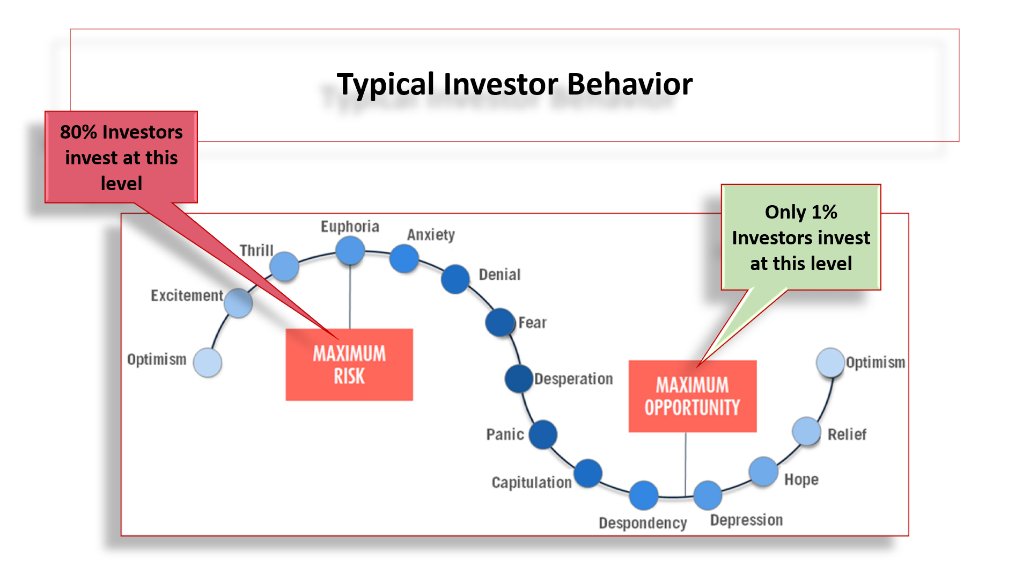 Typical Investor Behavior
80% Investors
invest at this
level
Only 1%
Investors invest
at this level
Euphoria
Anxiety
Thrill
Denial
Excitement
Fear
Optimism
MAXIMUM
RISK
Desperation
MAXIMUM
OPPORTUNITY
Optimism
Panic
Relief
Capitulation
Hope
Despondency
Depression